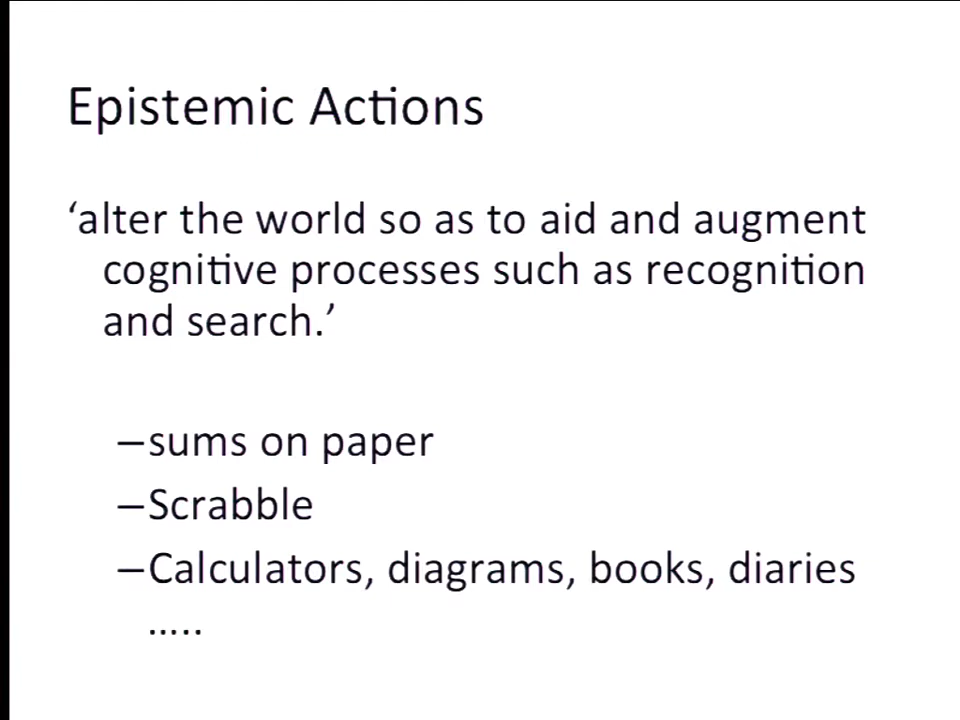 Epistemic Actions
‘alter the world so as to aid and augment
cognitive processes such as recognition
and search.’
–sums on paper
–Scrabble
–Calculators, diagrams, books, diaries
…..